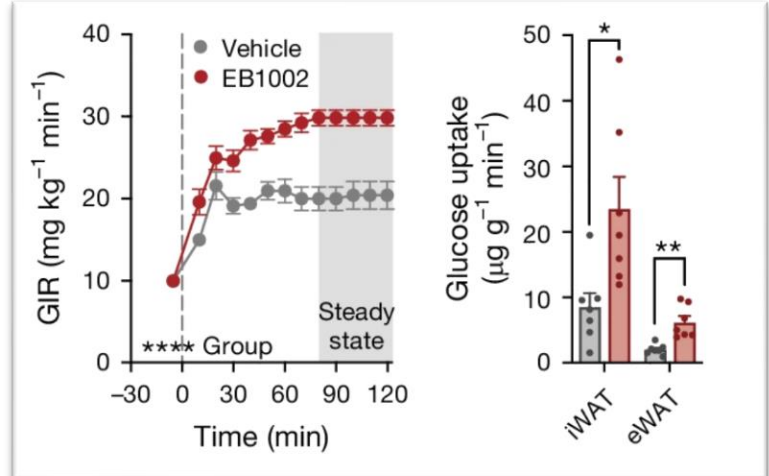 GIR (mg kg⁻¹ min⁻¹)
40
30
20
10
0
Vehicle
EB1002
Steady
state
**** Group
−30 0 30 60 90 120
Time (min)
Glucose uptake
(μg g⁻¹ min⁻¹)
50
40
30
20
10
0
*
**
iWAT
eWAT